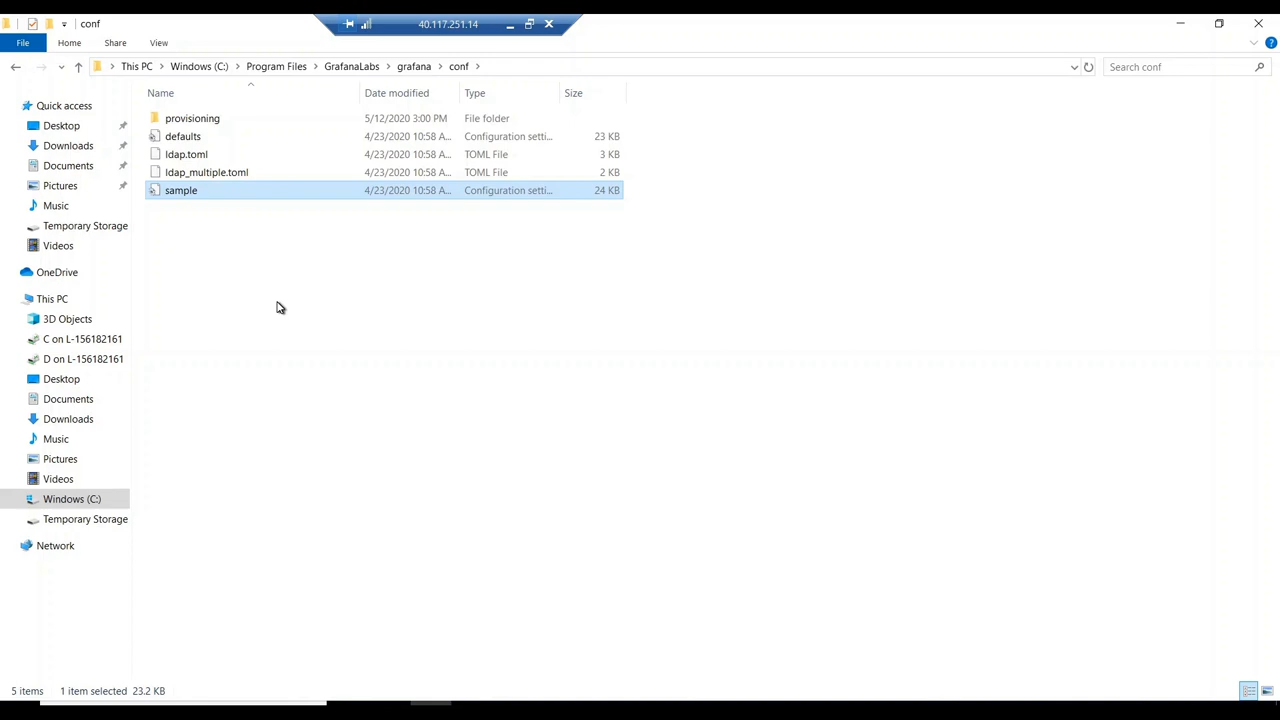 conf
40.117.251.14
File Home Share View
This PC Windows (C:) Program Files GrafanaLabs grafana conf
Search conf
Name Date modified Type Size
provisioning 5/12/2020 3:00 PM File folder
defaults 4/23/2020 10:58 A... Configuration setti... 23 KB
ldap.toml 4/23/2020 10:58 A... TOML File 3 KB
ldap_multiple.toml 4/23/2020 10:58 A... TOML File 2 KB
sample 4/23/2020 10:58 A... Configuration setti... 24 KB
Quick access
Desktop
Downloads
Documents
Pictures
Music
Temporary Storage
Videos
OneDrive
This PC
3D Objects
C on L-156182161
D on L-156182161
Desktop
Documents
Downloads
Music
Pictures
Videos
Windows (C:)
Temporary Storage
Network
5 items 1 item selected 23.2 KB